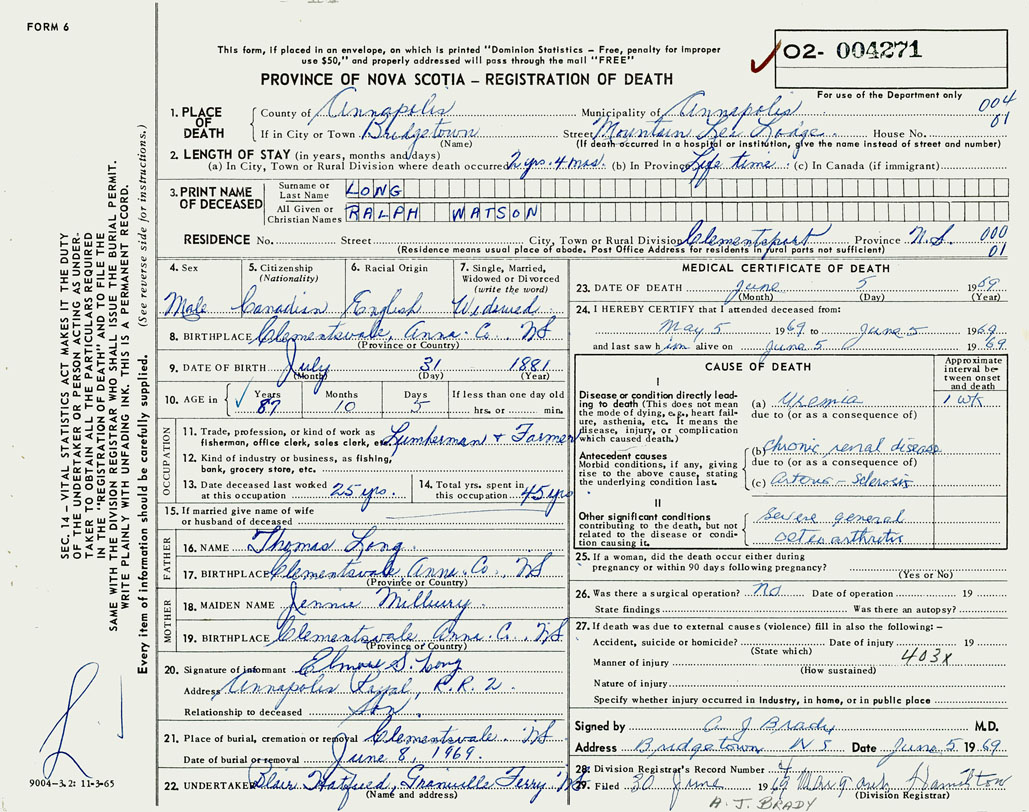 FORM 6
This form, if placed in an envelope, on which is printed "Dominion Statistics – Free, penalty for improper
use $50," and properly addressed will pass through the mail "FREE"
PROVINCE OF NOVA SCOTIA – REGISTRATION OF DEATH
O2- 004271
For use of the Department only
1. PLACE OF DEATH
County of Annapolis Municipality of Annapolis 004
If in City or Town Bridgetown Street Mountain Lea Lodge House No. 01
(Name) (If death occurred in a hospital or institution, give the name instead of street and number)
2. LENGTH OF STAY (in years, months and days)
(a) In City, Town or Rural Division where death occurred 2 yrs. 4 mos. (b) In Province Life time (c) In Canada (if immigrant)
3. PRINT NAME OF DECEASED
Surname or Last Name LONG
All Given or Christian Names RALPH WATSON
RESIDENCE No. Street City, Town or Rural Division Clementsport Province N.S. 000
(Residence means usual place of abode. Post Office Address for residents in rural parts not sufficient) 01
4. Sex 5. Citizenship (Nationality) 6. Racial Origin 7. Single, Married, Widowed or Divorced (write the word)
Male Canadian English Widowed
8. BIRTHPLACE Clementsvale, Anna. Co. NS
(Province or Country)
9. DATE OF BIRTH July 31 1881
(Month) (Day) (Year)
10. AGE in Years Months Days If less than one day old
87 10 5 hrs. or min.
OCCUPATION
11. Trade, profession, or kind of work as
fisherman, office clerk, sales clerk, etc. Lumberman & Farmer
12. Kind of industry or business, as fishing,
bank, grocery store, etc.
13. Date deceased last worked at this occupation 25 yrs. 14. Total yrs. spent in this occupation 45 yrs
15. If married give name of wife
or husband of deceased
FATHER
16. NAME Thomas Long
17. BIRTHPLACE Clementsvale Anna. Co., NS
(Province or Country)
MOTHER
18. MAIDEN NAME Jennie Millbury
19. BIRTHPLACE Clementsvale Anna Co., NS
(Province or Country)
20. Signature of informant S. Long
Address Annapolis Royal, R.R. 2.
Relationship to deceased Son.
21. Place of burial, cremation or removal Clementsvale NS
Date of burial or removal June 8, 1969.
22. UNDERTAKER Blair Hatfield, Granville Ferry NS
(Name and address)
MEDICAL CERTIFICATE OF DEATH
23. DATE OF DEATH June 5 1969
(Month) (Day) (Year)
24. I HEREBY CERTIFY that I attended deceased from:
May 5 1969 to June 5 1969
and last saw him alive on June 5 1969
CAUSE OF DEATH
Approximate interval between onset and death
I
Disease or condition directly leading to death (This does not mean the mode of dying, e.g., heart failure, asthenia, etc. It means the disease, injury, or complication which caused death.)
(a) Uremia 1 wk
due to (or as a consequence of)
Antecedent causes
Morbid conditions, if any, giving rise to the above cause, stating the underlying condition last.
(b) Chronic renal disease
due to (or as a consequence of)
(c) Arterio-sclerosis
II
Other significant conditions contributing to the death, but not related to the disease or condition causing it.
Severe general
osteo arthritis
25. If a woman, did the death occur either during
pregnancy or within 90 days following pregnancy?
(Yes or No)
26. Was there a surgical operation? No Date of operation 19
State findings Was there an autopsy?
27. If death was due to external causes (violence) fill in also the following: –
Accident, suicide or homicide? Date of injury 19
(State which) 403X
Manner of injury
(How sustained)
Nature of injury
Specify whether injury occurred in industry, in home, or in public place
Signed by A J Brady M.D.
Address Bridgetown N S Date June 5 1969.
28. Division Registrar's Record Number 4
29. Filed 30 June 1969 Hamilton
(Division Registrar)
A. J. BRADY
SEC. 14 – VITAL STATISTICS ACT MAKES IT THE DUTY
OF THE UNDERTAKER OR PERSON ACTING AS UNDER-
TAKER TO OBTAIN ALL THE PARTICULARS REQUIRED
IN THE "REGISTRATION OF DEATH" AND TO FILE THE
SAME WITH THE DIVISION REGISTRAR WHO SHALL ISSUE THE BURIAL PERMIT.
WRITE PLAINLY WITH UNFADING INK. THIS IS A PERMANENT RECORD.
Every item of information should be carefully supplied. (See reverse side for instructions.)
9004-3.2: 11-3-65